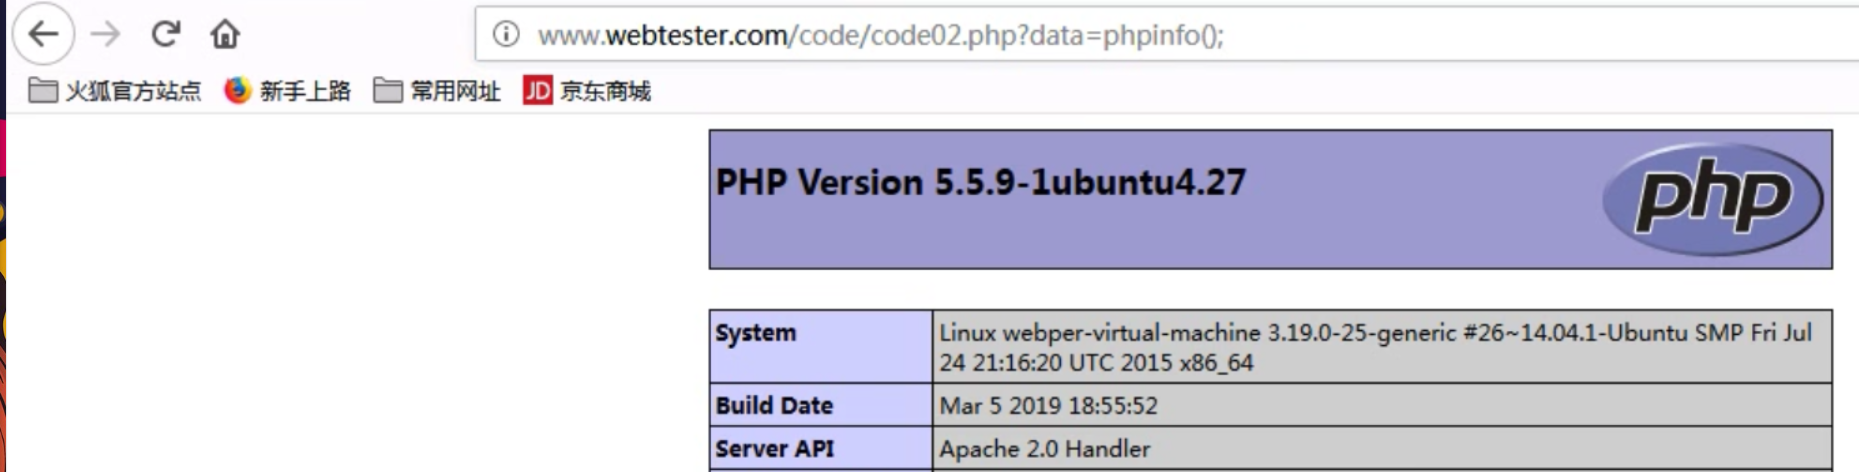 www.webtester.com/code/code02.php?data=phpinfo();
火狐官方站点 新手上路 常用网址 JD 京东商城
PHP Version 5.5.9-1ubuntu4.27
php
System Linux webper-virtual-machine 3.19.0-25-generic #26~14.04.1-Ubuntu SMP Fri Jul
24 21:16:20 UTC 2015 x86_64
Build Date Mar 5 2019 18:55:52
Server API Apache 2.0 Handler